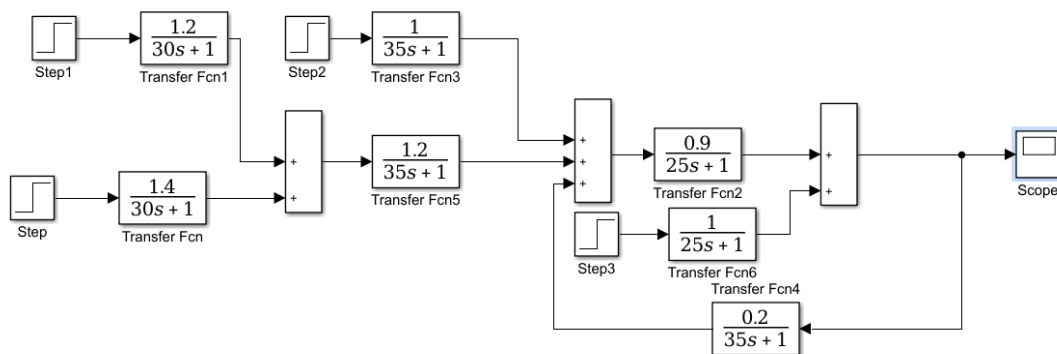 1.2
30s + 1
Step1
Transfer Fcn1
1
35s + 1
Step2
Transfer Fcn3
+
+
1.4
30s + 1
Step
Transfer Fcn
1.2
35s + 1
Transfer Fcn5
+
+
+
0.9
25s + 1
Transfer Fcn2
+
+
Scope
1
25s + 1
Step3
Transfer Fcn6
Transfer Fcn4
0.2
35s + 1